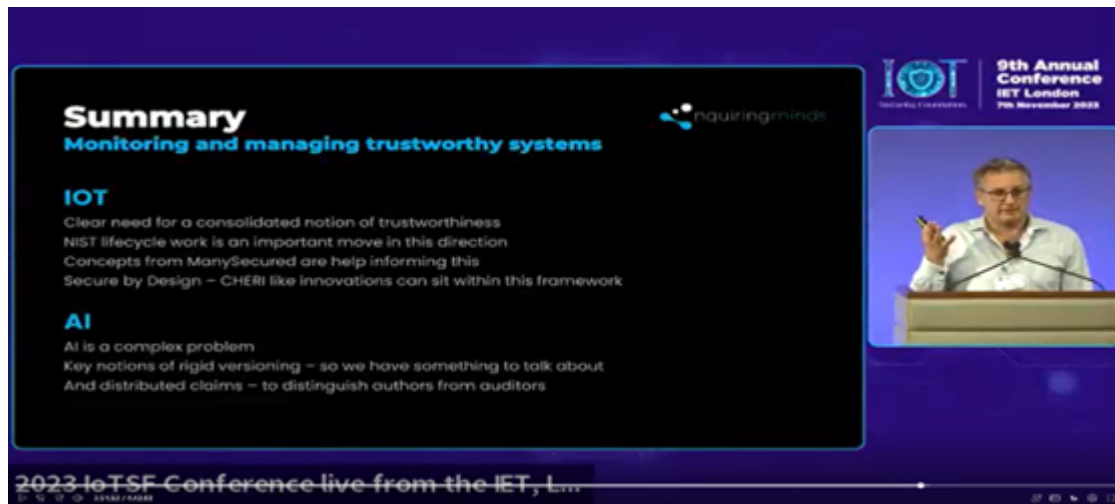 Summary
Monitoring and managing trustworthy systems
nquiringminds
IOT
Clear need for a consolidated notion of trustworthiness
NIST lifecycle work is an important move in this direction
Concepts from ManySecured are help informing this
Secure by Design – CHERI like innovations can sit within this framework
AI
AI is a complex problem
Key notions of rigid versioning – so we have something to talk about
And distributed claims – to distinguish authors from auditors
IOT
Security Foundation
9th Annual
Conference
IET London
7th November 2023
2023 IoTSF Conference live from the IET, L...